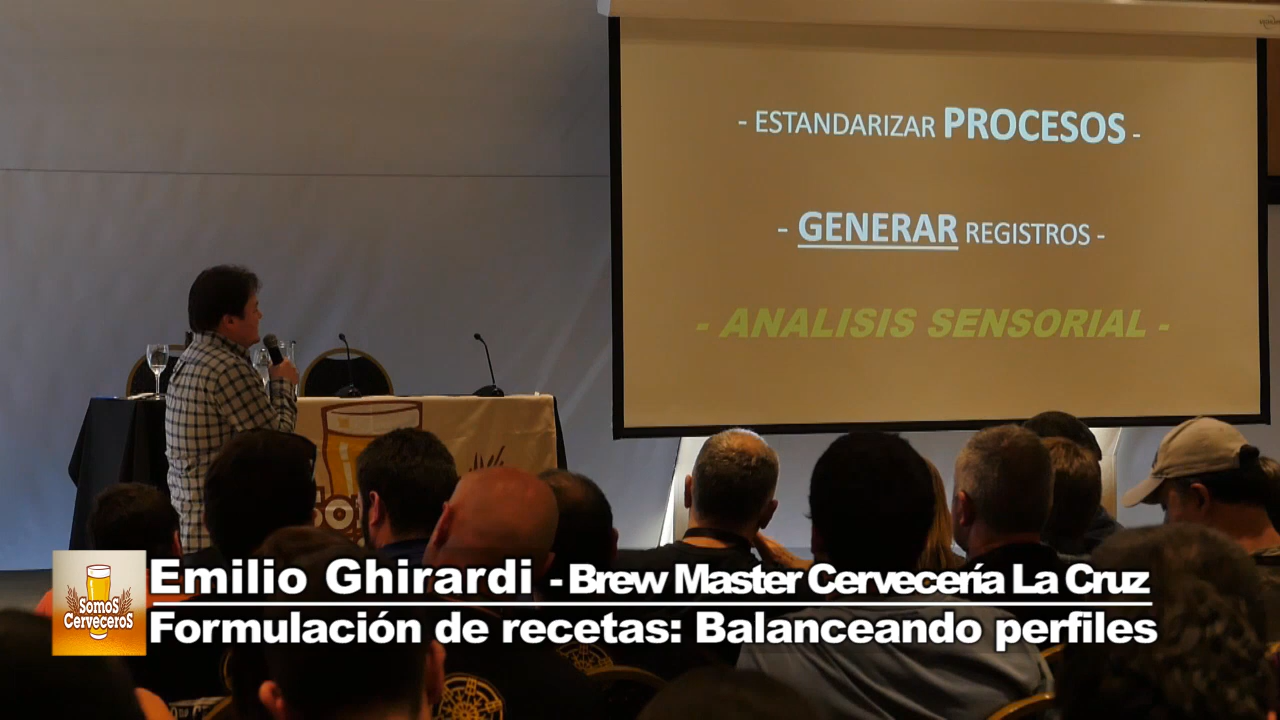 - ESTANDARIZAR PROCESOS -
- GENERAR REGISTROS -
- ANALISIS SENSORIAL -
SomoS
CerveceroS
Emilio Ghirardi - Brew Master Cervecería La Cruz
Formulación de recetas: Balanceando perfiles